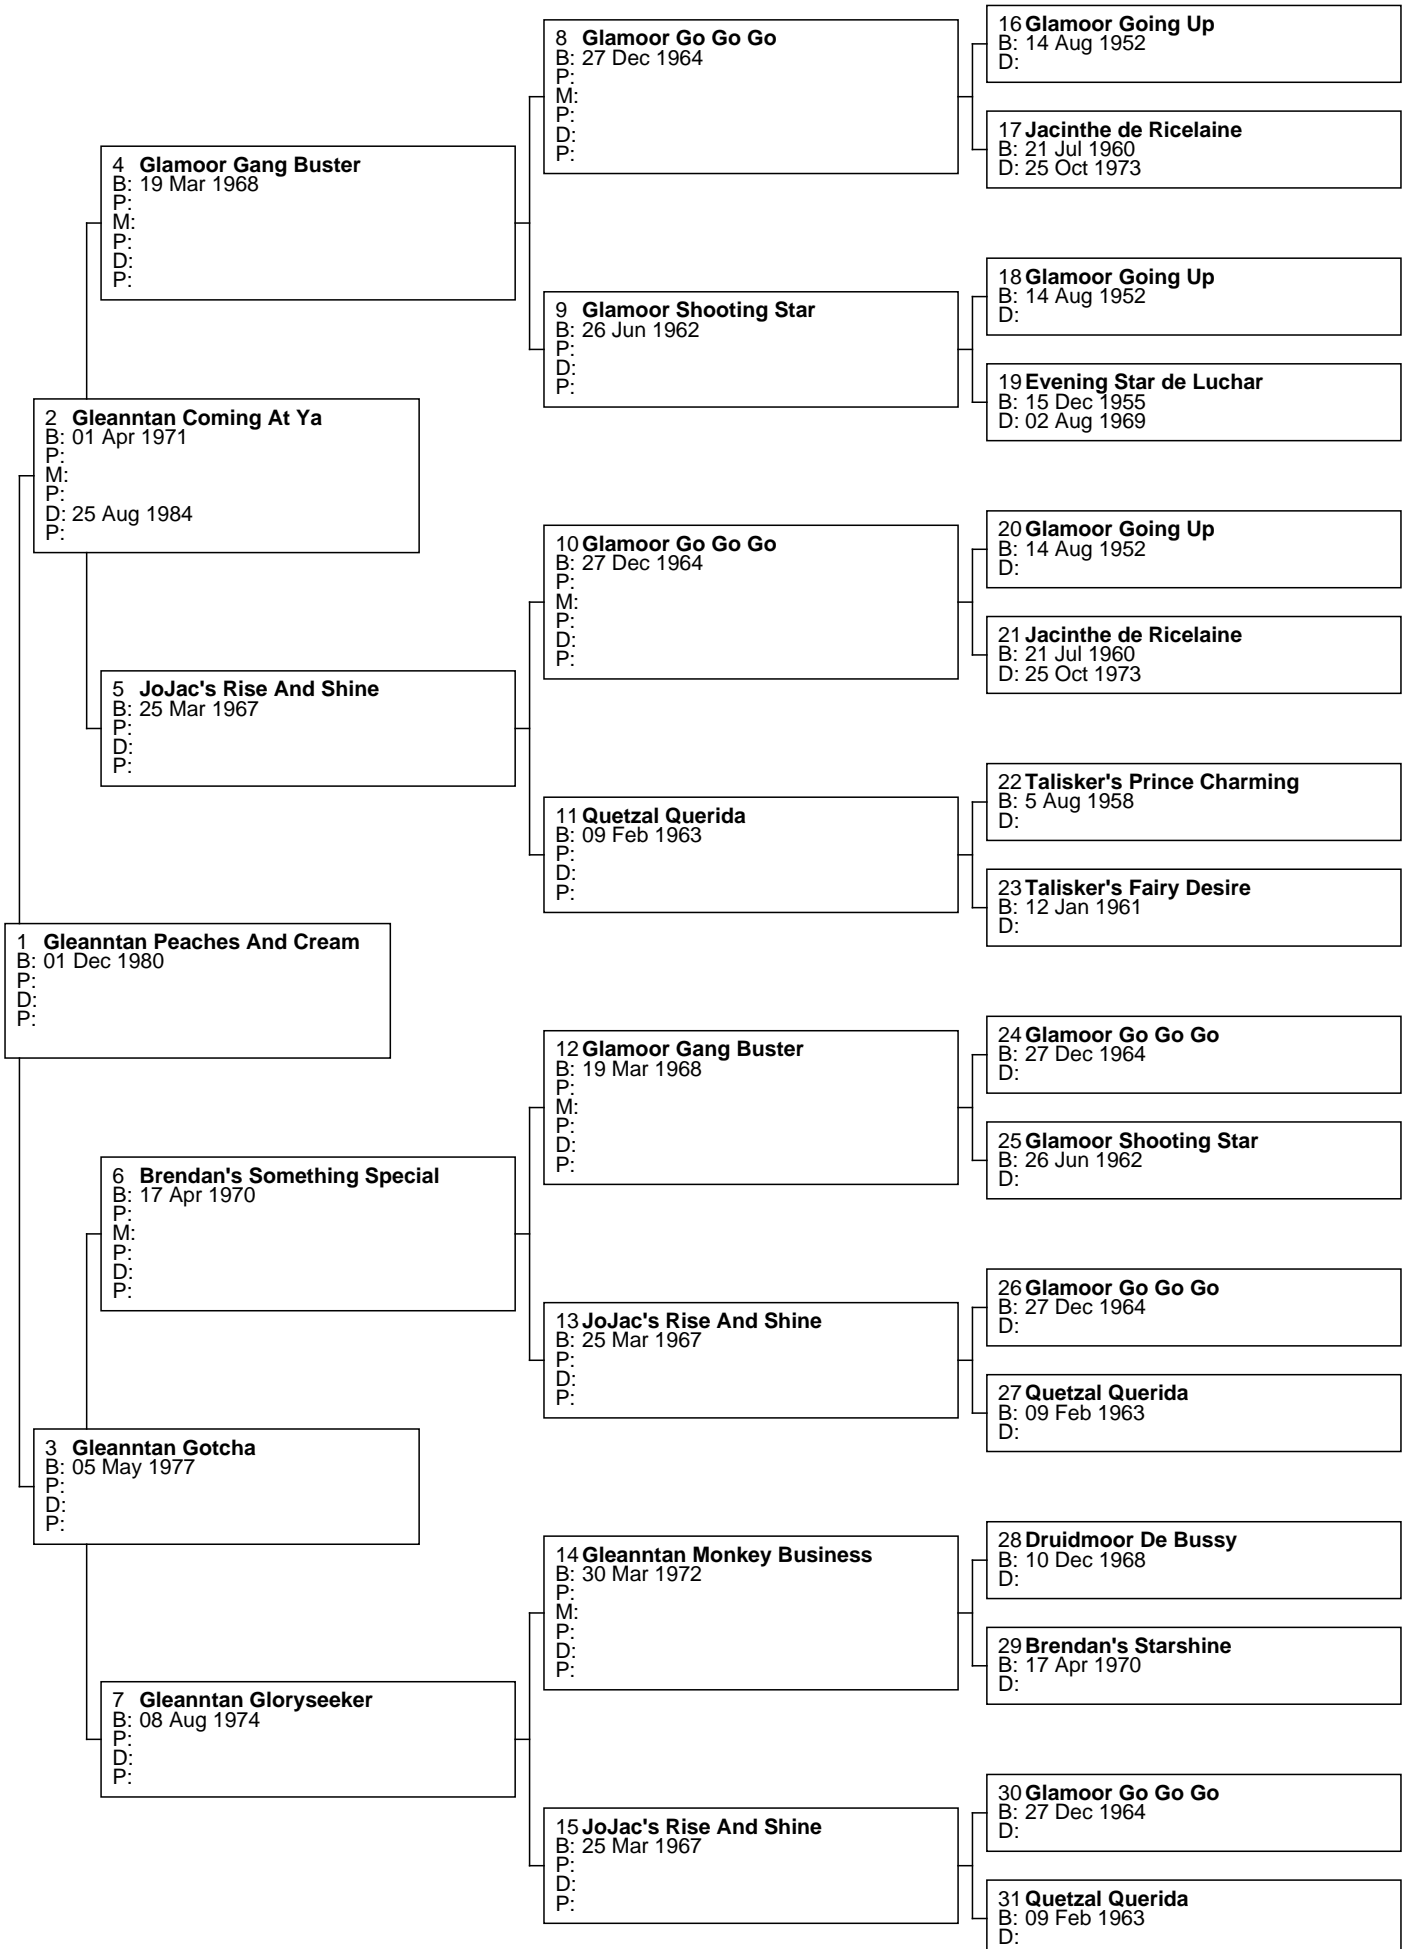 1 Gleanntan Peaches And Cream
B: 01 Dec 1980
P:
D:
P:
2 Gleanntan Coming At Ya
B: 01 Apr 1971
P:
M:
P:
D: 25 Aug 1984
P:
3 Gleanntan Gotcha
B: 05 May 1977
P:
D:
P:
4 Glamoor Gang Buster
B: 19 Mar 1968
P:
M:
P:
D:
P:
5 JoJac's Rise And Shine
B: 25 Mar 1967
P:
D:
P:
6 Brendan's Something Special
B: 17 Apr 1970
P:
M:
P:
D:
P:
7 Gleanntan Gloryseeker
B: 08 Aug 1974
P:
D:
P:
8 Glamoor Go Go Go
B: 27 Dec 1964
P:
M:
P:
D:
P:
9 Glamoor Shooting Star
B: 26 Jun 1962
P:
D:
P:
10 Glamoor Go Go Go
B: 27 Dec 1964
P:
M:
P:
D:
P:
11 Quetzal Querida
B: 09 Feb 1963
P:
D:
P:
12 Glamoor Gang Buster
B: 19 Mar 1968
P:
M:
P:
D:
P:
13 JoJac's Rise And Shine
B: 25 Mar 1967
P:
D:
P:
14 Gleanntan Monkey Business
B: 30 Mar 1972
P:
M:
P:
D:
P:
15 JoJac's Rise And Shine
B: 25 Mar 1967
P:
D:
P:
16 Glamoor Going Up
B: 14 Aug 1952
D:
17 Jacinthe de Ricelaine
B: 21 Jul 1960
D: 25 Oct 1973
18 Glamoor Going Up
B: 14 Aug 1952
D:
19 Evening Star de Luchar
B: 15 Dec 1955
D: 02 Aug 1969
20 Glamoor Going Up
B: 14 Aug 1952
D:
21 Jacinthe de Ricelaine
B: 21 Jul 1960
D: 25 Oct 1973
22 Talisker's Prince Charming
B: 5 Aug 1958
D:
23 Talisker's Fairy Desire
B: 12 Jan 1961
D:
24 Glamoor Go Go Go
B: 27 Dec 1964
D:
25 Glamoor Shooting Star
B: 26 Jun 1962
D:
26 Glamoor Go Go Go
B: 27 Dec 1964
D:
27 Quetzal Querida
B: 09 Feb 1963
D:
28 Druidmoor De Bussy
B: 10 Dec 1968
D:
29 Brendan's Starshine
B: 17 Apr 1970
D:
30 Glamoor Go Go Go
B: 27 Dec 1964
D:
31 Quetzal Querida
B: 09 Feb 1963
D: